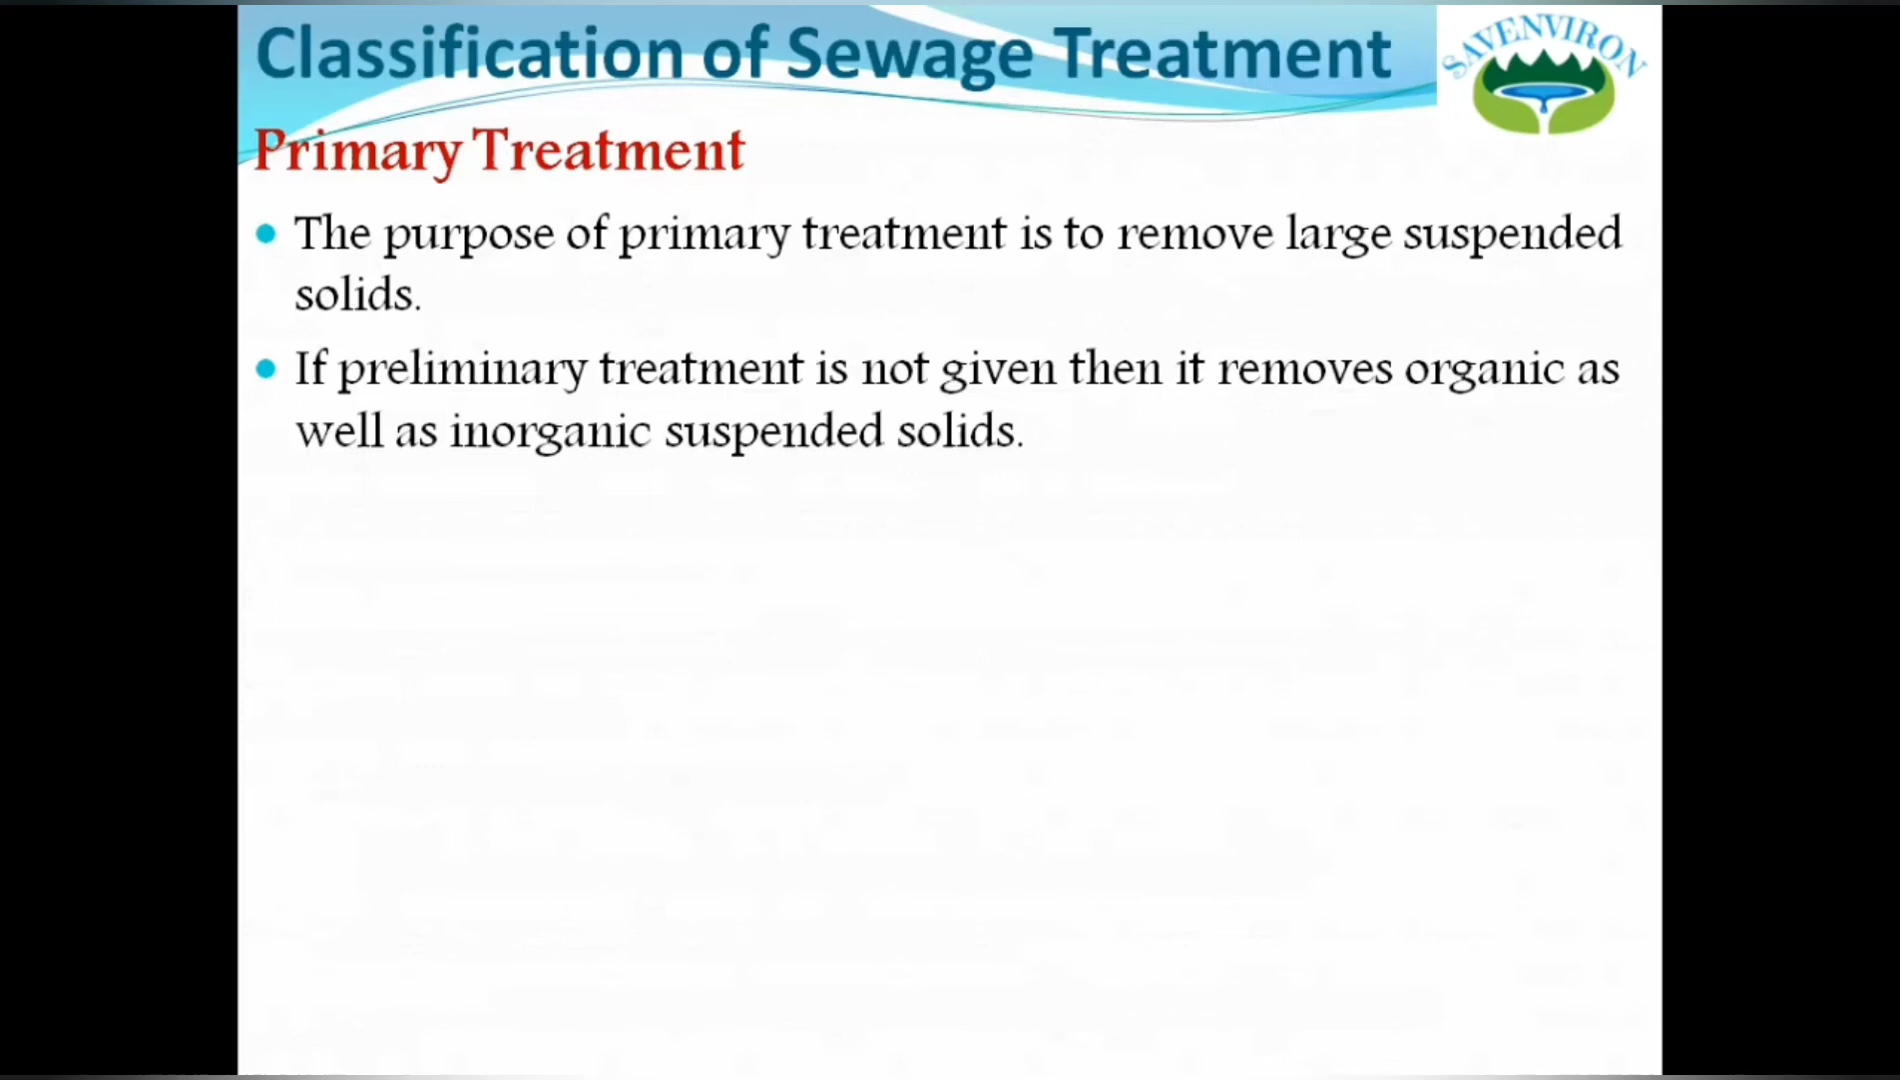 Classification of Sewage Treatment
SAVENVIRON
Primary Treatment
The purpose of primary treatment is to remove large suspended
solids.
If preliminary treatment is not given then it removes organic as
well as inorganic suspended solids.